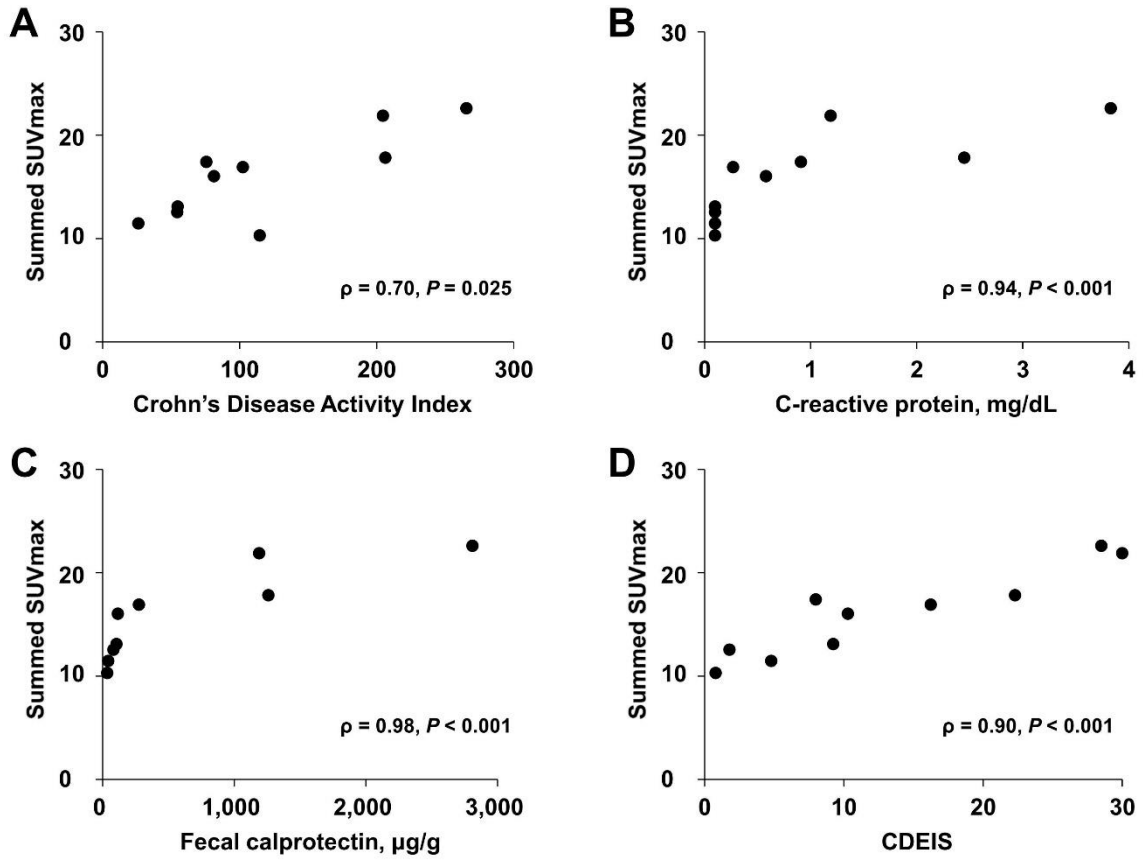 A
Summed SUVmax
30
20
10
0
ρ = 0.70, P = 0.025
0 100 200 300
Crohn’s Disease Activity Index
B
Summed SUVmax
30
20
10
0
ρ = 0.94, P < 0.001
0 1 2 3 4
C-reactive protein, mg/dL
C
Summed SUVmax
30
20
10
0
ρ = 0.98, P < 0.001
0 1,000 2,000 3,000
Fecal calprotectin, µg/g
D
Summed SUVmax
30
20
10
0
ρ = 0.90, P < 0.001
0 10 20 30
CDEIS